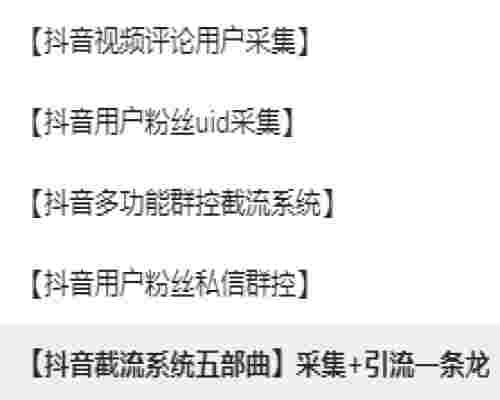 【抖音视频评论用户采集】
【抖音用户粉丝uid采集】
【抖音多功能群控截流系统】
【抖音用户粉丝私信群控】
【抖音截流系统五部曲】采集+引流一条龙